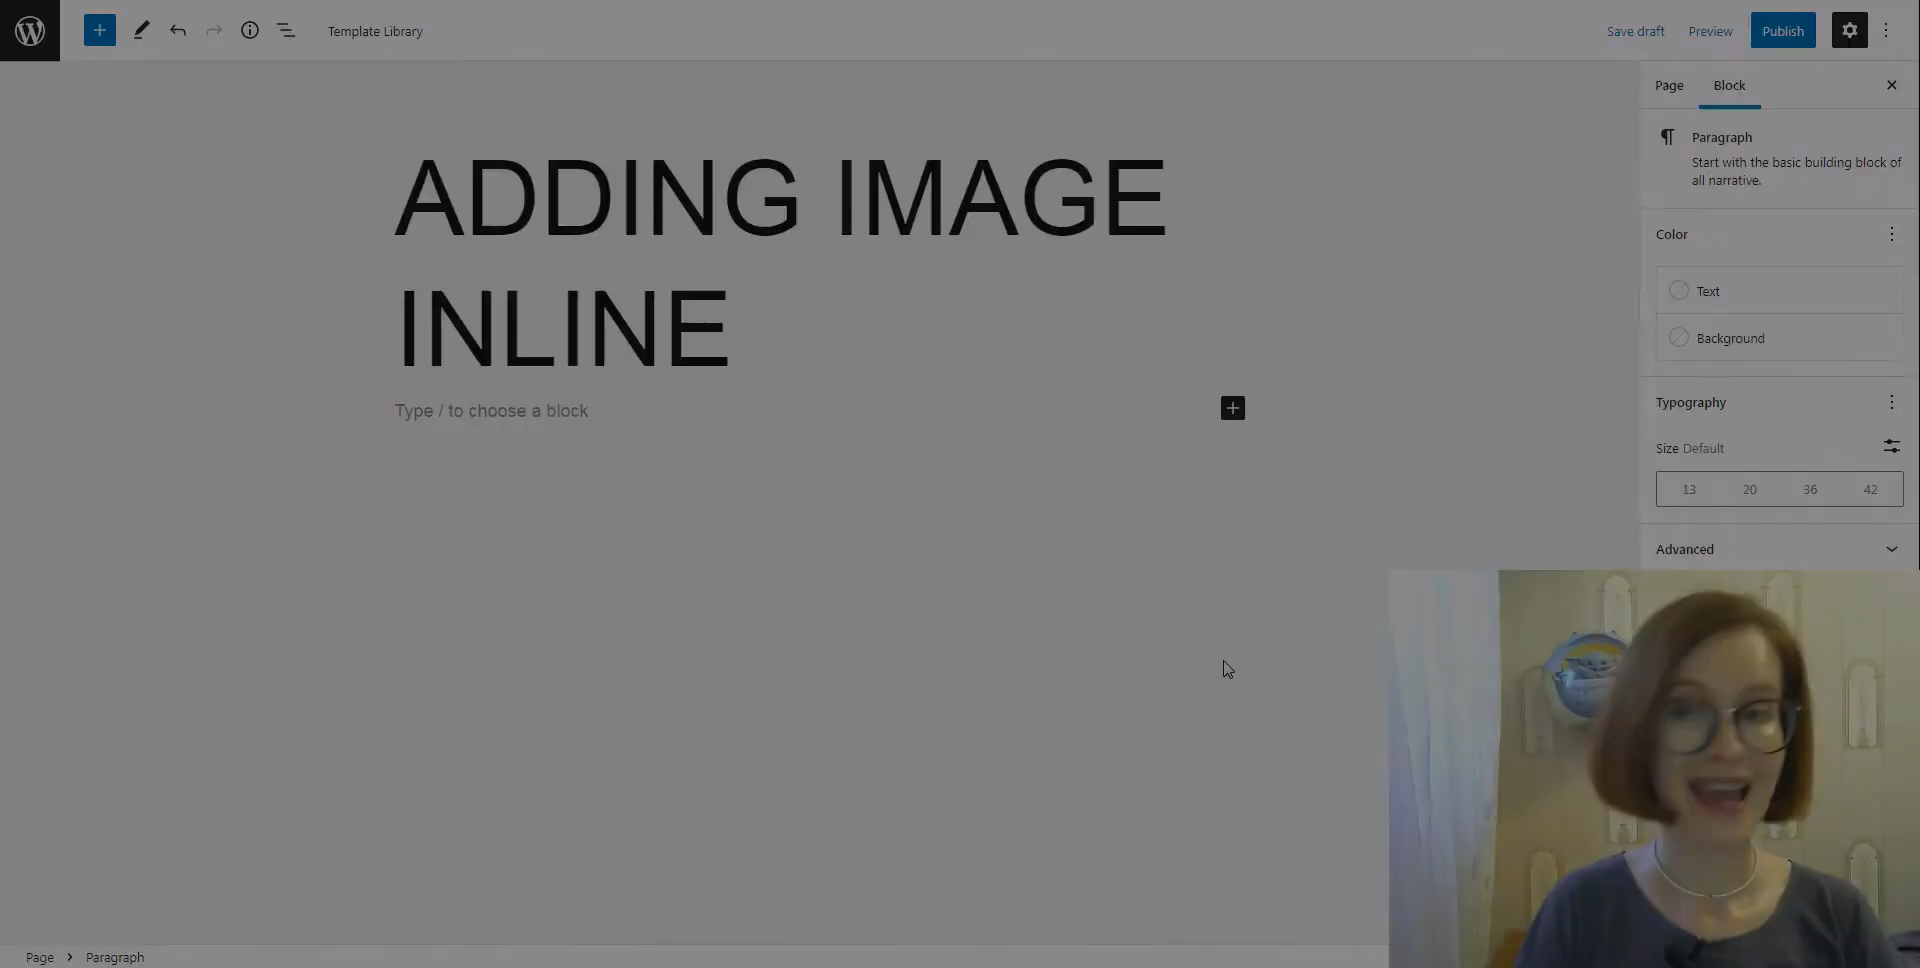 Template Library
Save draft
Preview
Publish
Page
Block
Paragraph
Start with the basic building block of
all narrative.
Color
Text
Background
Typography
Size Default
13 20 36 42
Advanced
ADDING IMAGE
INLINE
Type / to choose a block
Page > Paragraph